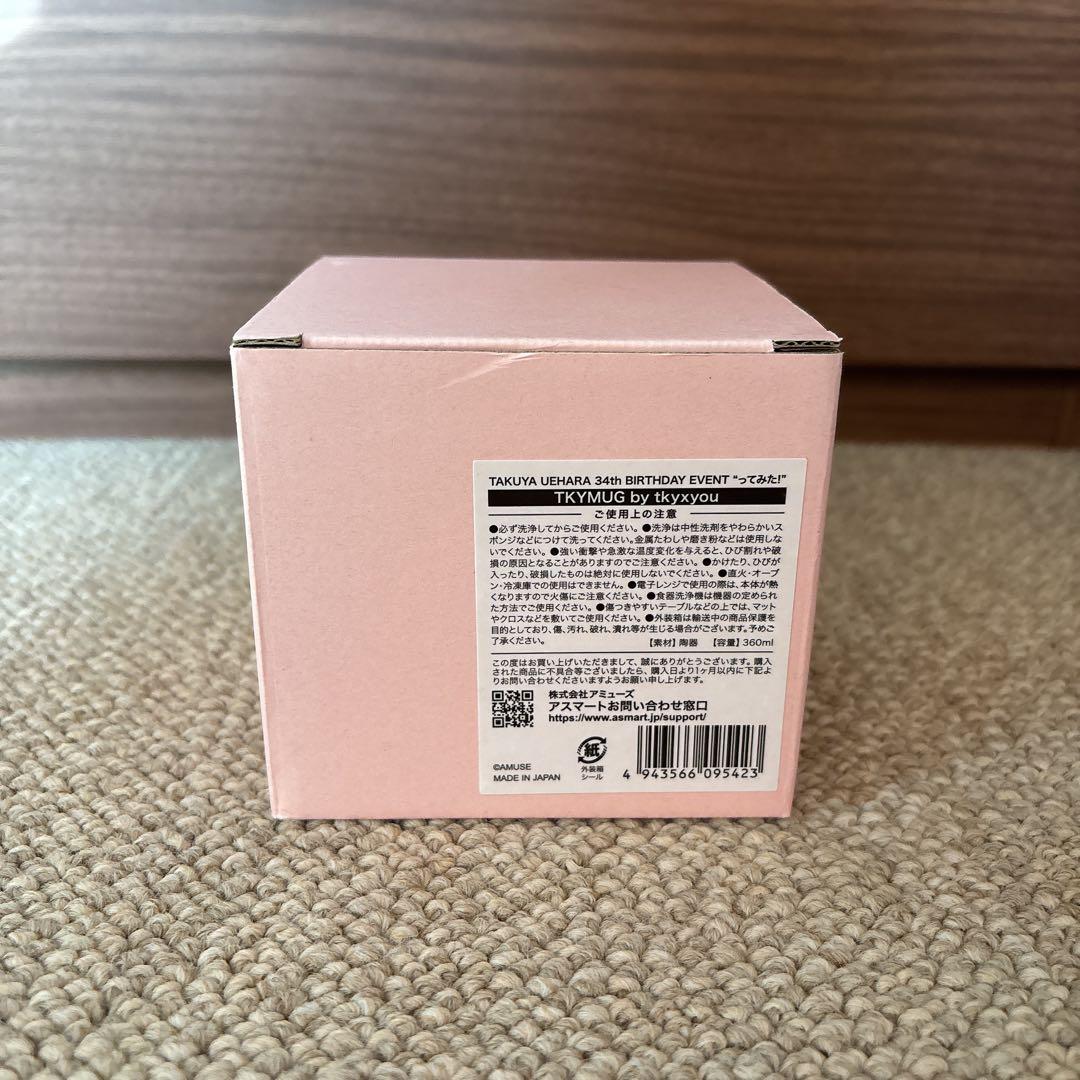 TAKUYA UEHARA 34th BIRTHDAY EVENT “ってみた!”
TKYMUG by tkyxyou
ご使用上の注意
●必ず洗浄してからご使用ください。●洗浄は中性洗剤をやわらかいス
ポンジなどにつけて洗ってください。金属たわしや磨き粉などは使用しな
いでください。●強い衝撃や急激な温度変化を与えると、ひび割れや破
損の原因となることがありますのでご注意ください。●かけたり、ひびが
入ったり、破損したものは絶対に使用しないでください。●直火・オーブ
ン・冷凍庫での使用はできません。●電子レンジで使用の際は、本体が熱
くなりますので火傷にご注意ください。●食器洗浄機は機器の定められ
た方法でご使用ください。●傷つきやすいテーブルなどの上では、マット
やクロスなどを敷いてご使用ください。●外装箱は輸送中の商品保護を
目的としており、傷、汚れ、破れ、潰れ等が生じる場合がございます。予めご
了承ください。 【素材】陶器 【容量】360ml
この度はお買い上げいただきまして、誠にありがとうございます。購入
された商品に不具合等ございましたら、購入日より1ヶ月以内に下記よ
りお問い合わせくださいますようお願い申し上げます。
株式会社アミューズ
アスマートお問い合わせ窓口
https://www.asmart.jp/support/
紙
外装箱
シール
©AMUSE
MADE IN JAPAN
4 943566 095423